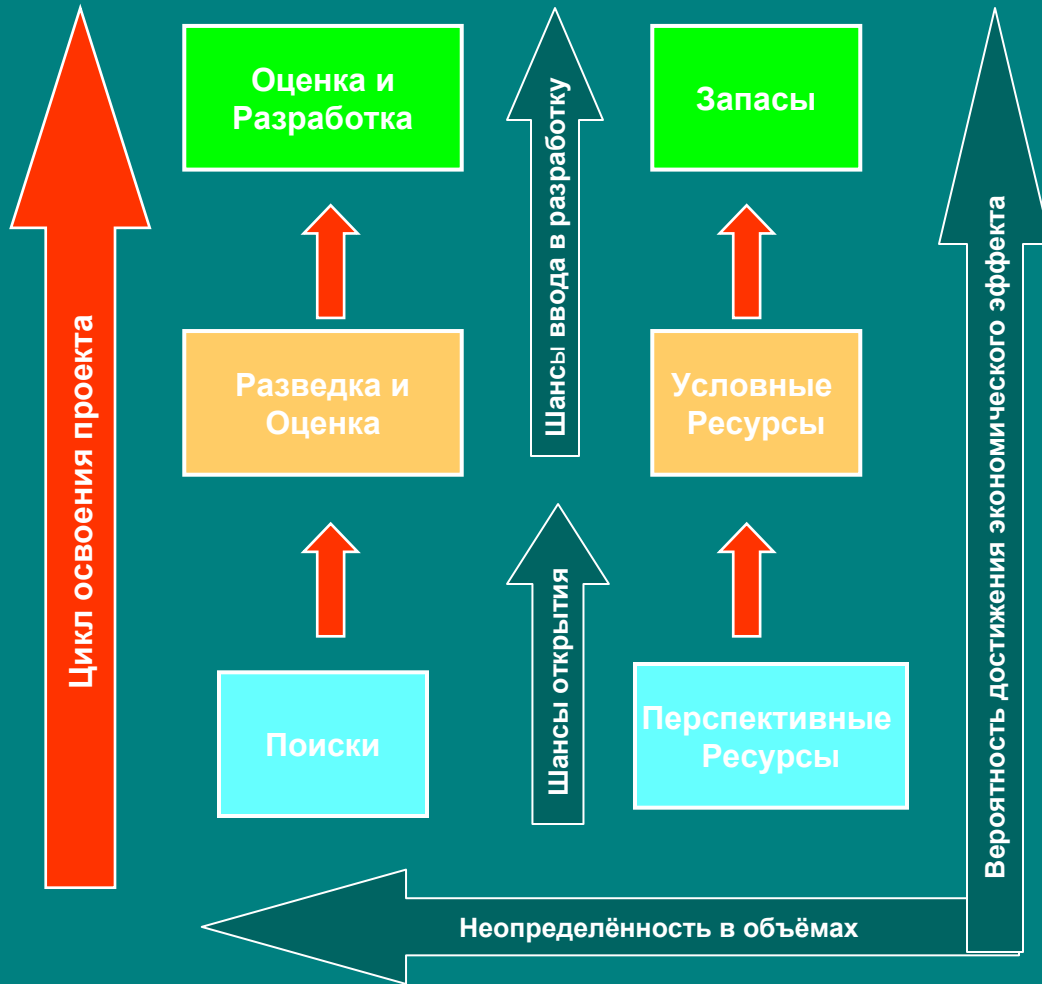 Цикл освоения проекта
Оценка и
Разработка
Шансы ввода в разработку
Запасы
Вероятность достижения экономического эффекта
Разведка и
Оценка
Условные
Ресурсы
Поиски
Шансы открытия
Перспективные
Ресурсы
Неопределённость в объёмах